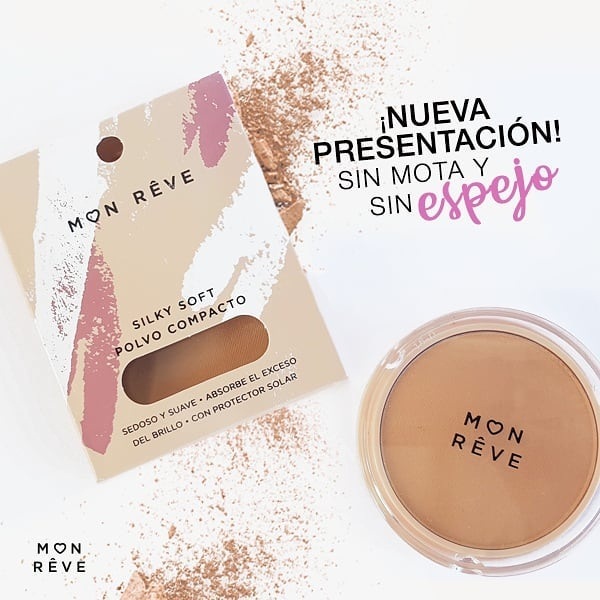 ¡NUEVA
PRESENTACIÓN!
SIN MOTA Y
SIN espejo
MON RÊVE
SILKY SOFT
POLVO COMPACTO
SEDOSO Y SUAVE • ABSORBE EL EXCESO
DEL BRILLO • CON PROTECTOR SOLAR
MON
RÊVE
MON
RÊVE